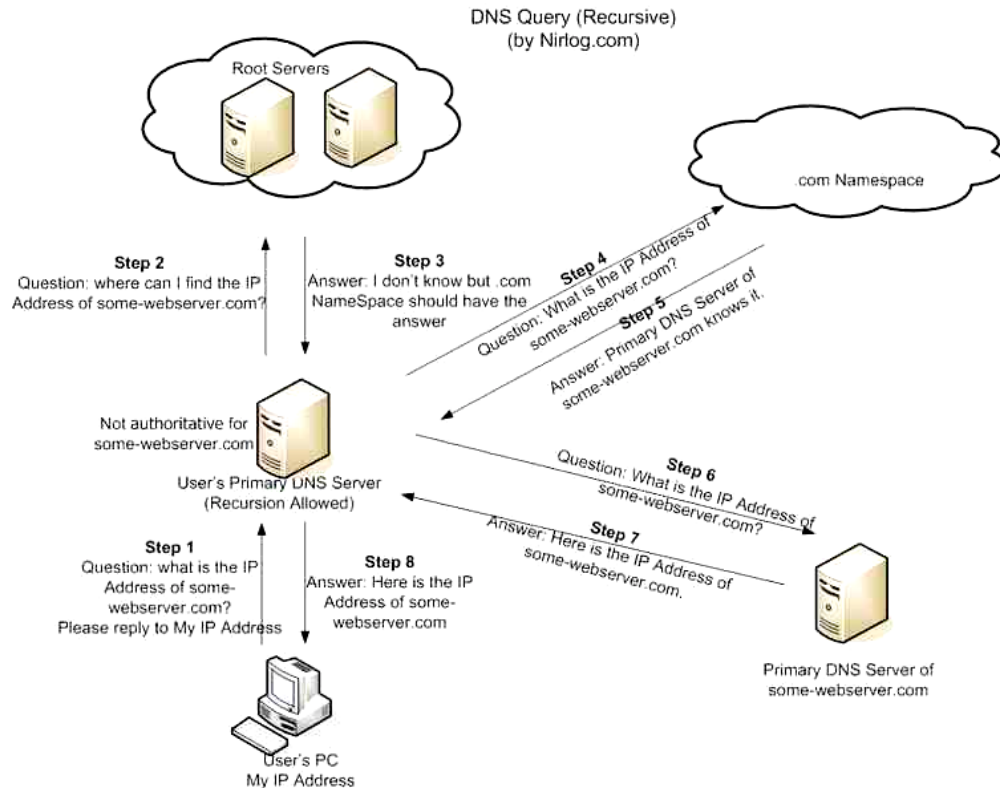 DNS Query (Recursive)
(by Nirlog.com)
Root Servers
.com Namespace
Step 2
Question: where can I find the IP
Address of some-webserver.com?
Step 3
Answer: I don't know but .com
NameSpace should have the
answer
Step 4
Question: What is the IP Address of
some-webserver.com?
Step 5
Answer: Primary DNS Server of
some-webserver.com knows it.
Not authoritative for
some-webserver.com
User's Primary DNS Server
(Recursion Allowed)
Step 6
Question: What is the IP Address of
some-webserver.com?
Step 7
Answer: Here is the IP Address of
some-webserver.com.
Step 1
Question: what is the IP
Address of some-
webserver.com?
Please reply to My IP Address
Step 8
Answer: Here is the IP
Address of some-
webserver.com
Primary DNS Server of
some-webserver.com
User's PC
My IP Address